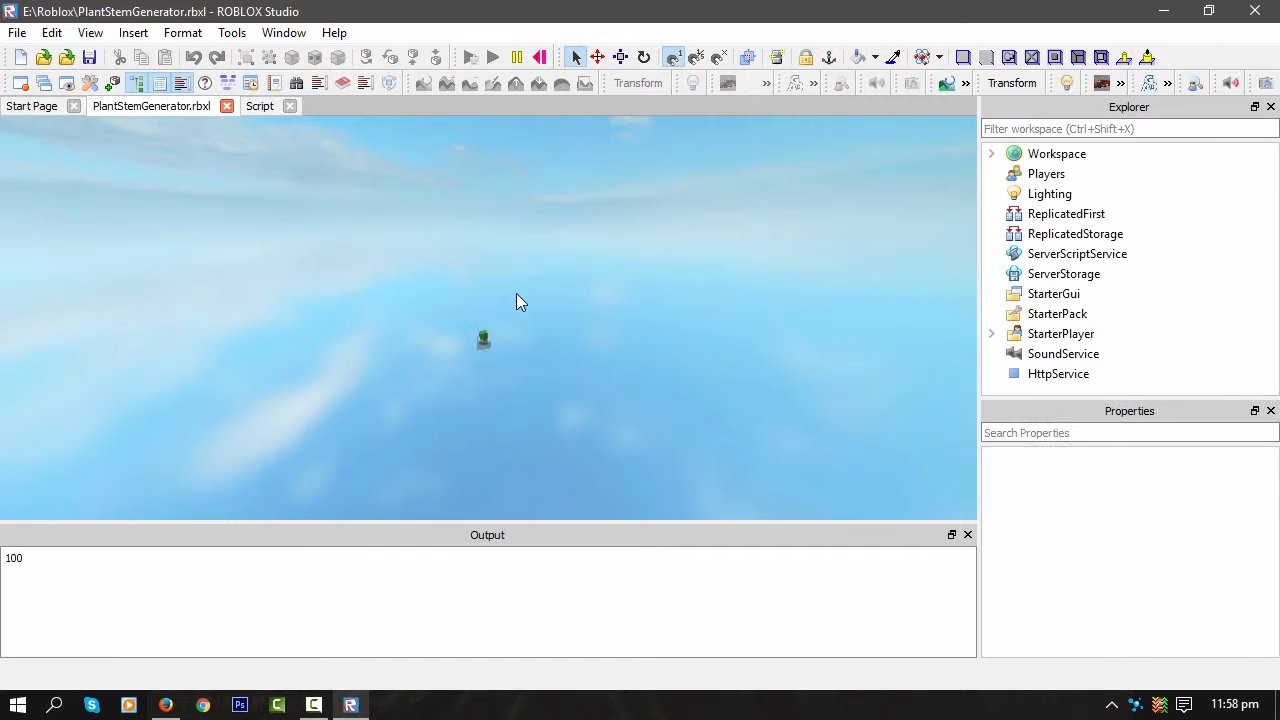 E:\Roblox\PlantStemGenerator.rbxl - ROBLOX Studio
File Edit View Insert Format Tools Window Help
Transform Transform
Start Page PlantStemGenerator.rbxl Script
Explorer
Filter workspace (Ctrl+Shift+X)
Workspace
Players
Lighting
ReplicatedFirst
ReplicatedStorage
ServerScriptService
ServerStorage
StarterGui
StarterPack
StarterPlayer
SoundService
HttpService
Properties
Search Properties
Output
100
Ps
11:58 pm